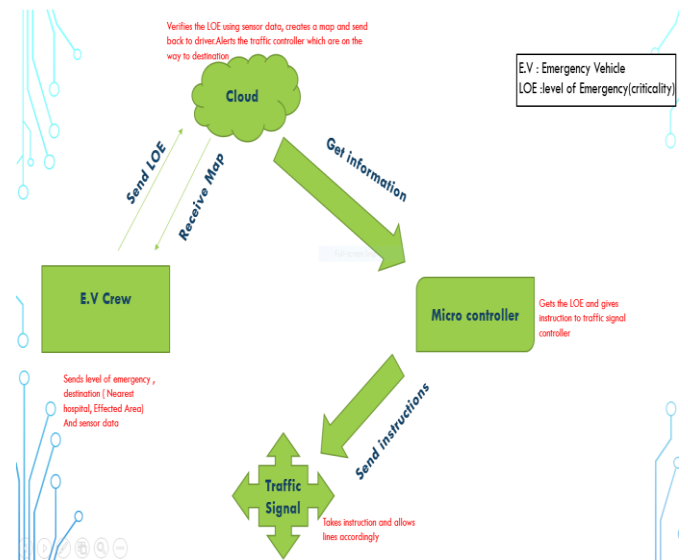 Verifies the LOE using sensor data, creates a map and send
back to driver.Alerts the traffic controller which are on the
way to destination
E.V : Emergency Vehicle
LOE :level of Emergency(criticality)
Cloud
Send LOE
Receive Map
Get information
E.V Crew
Micro controller
Gets the LOE and gives
instruction to traffic signal
controller
Sends level of emergency ,
destination ( Nearest
hospital, Effected Area)
And sensor data
Send instructions
Traffic
Signal
Takes instruction and allows
lines accordingly